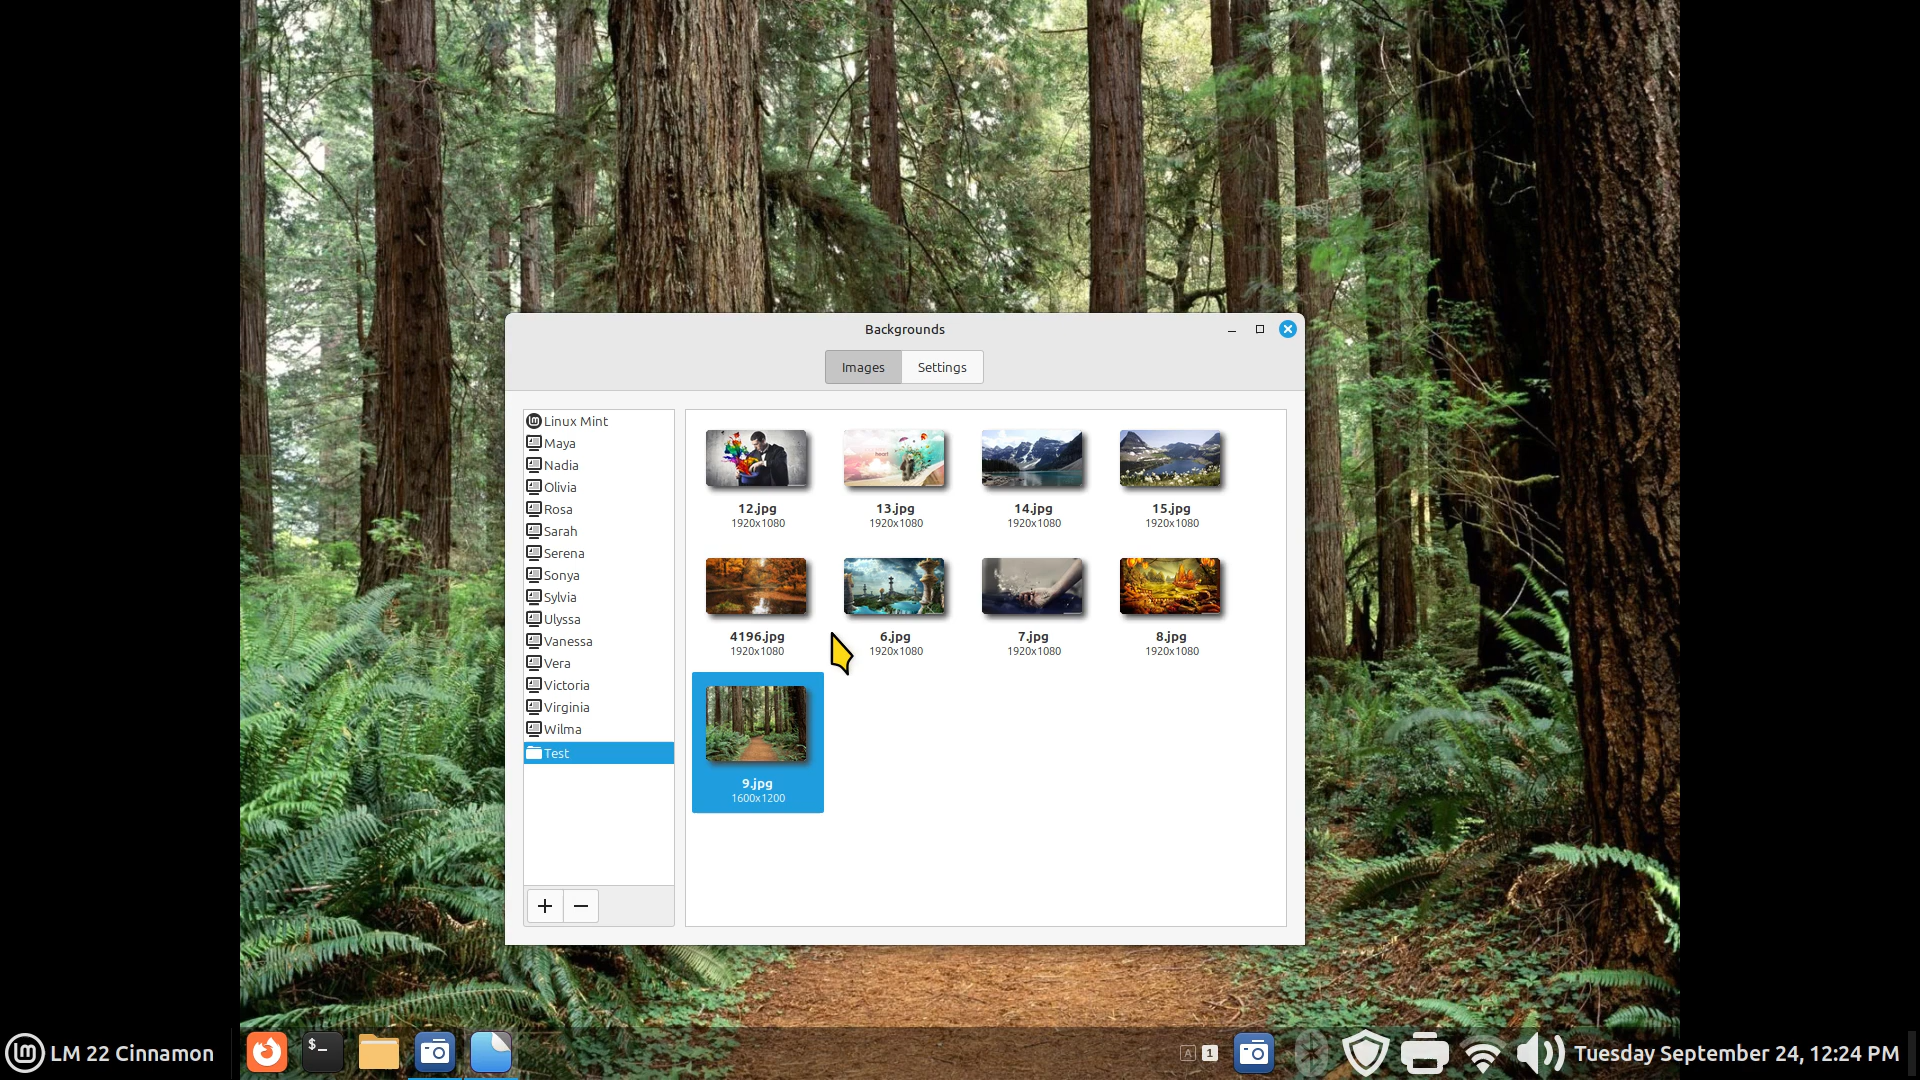 Backgrounds
Images
Settings
Linux Mint
Maya
Nadia
Olivia
Rosa
Sarah
Serena
Sonya
Sylvia
Ulyssa
Vanessa
Vera
Victoria
Virginia
Wilma
Test
12.jpg
1920x1080
13.jpg
1920x1080
14.jpg
1920x1080
15.jpg
1920x1080
4196.jpg
1920x1080
6.jpg
1920x1080
7.jpg
1920x1080
8.jpg
1920x1080
9.jpg
1600x1200
LM 22 Cinnamon
$_
A
1
Tuesday September 24, 12:24 PM